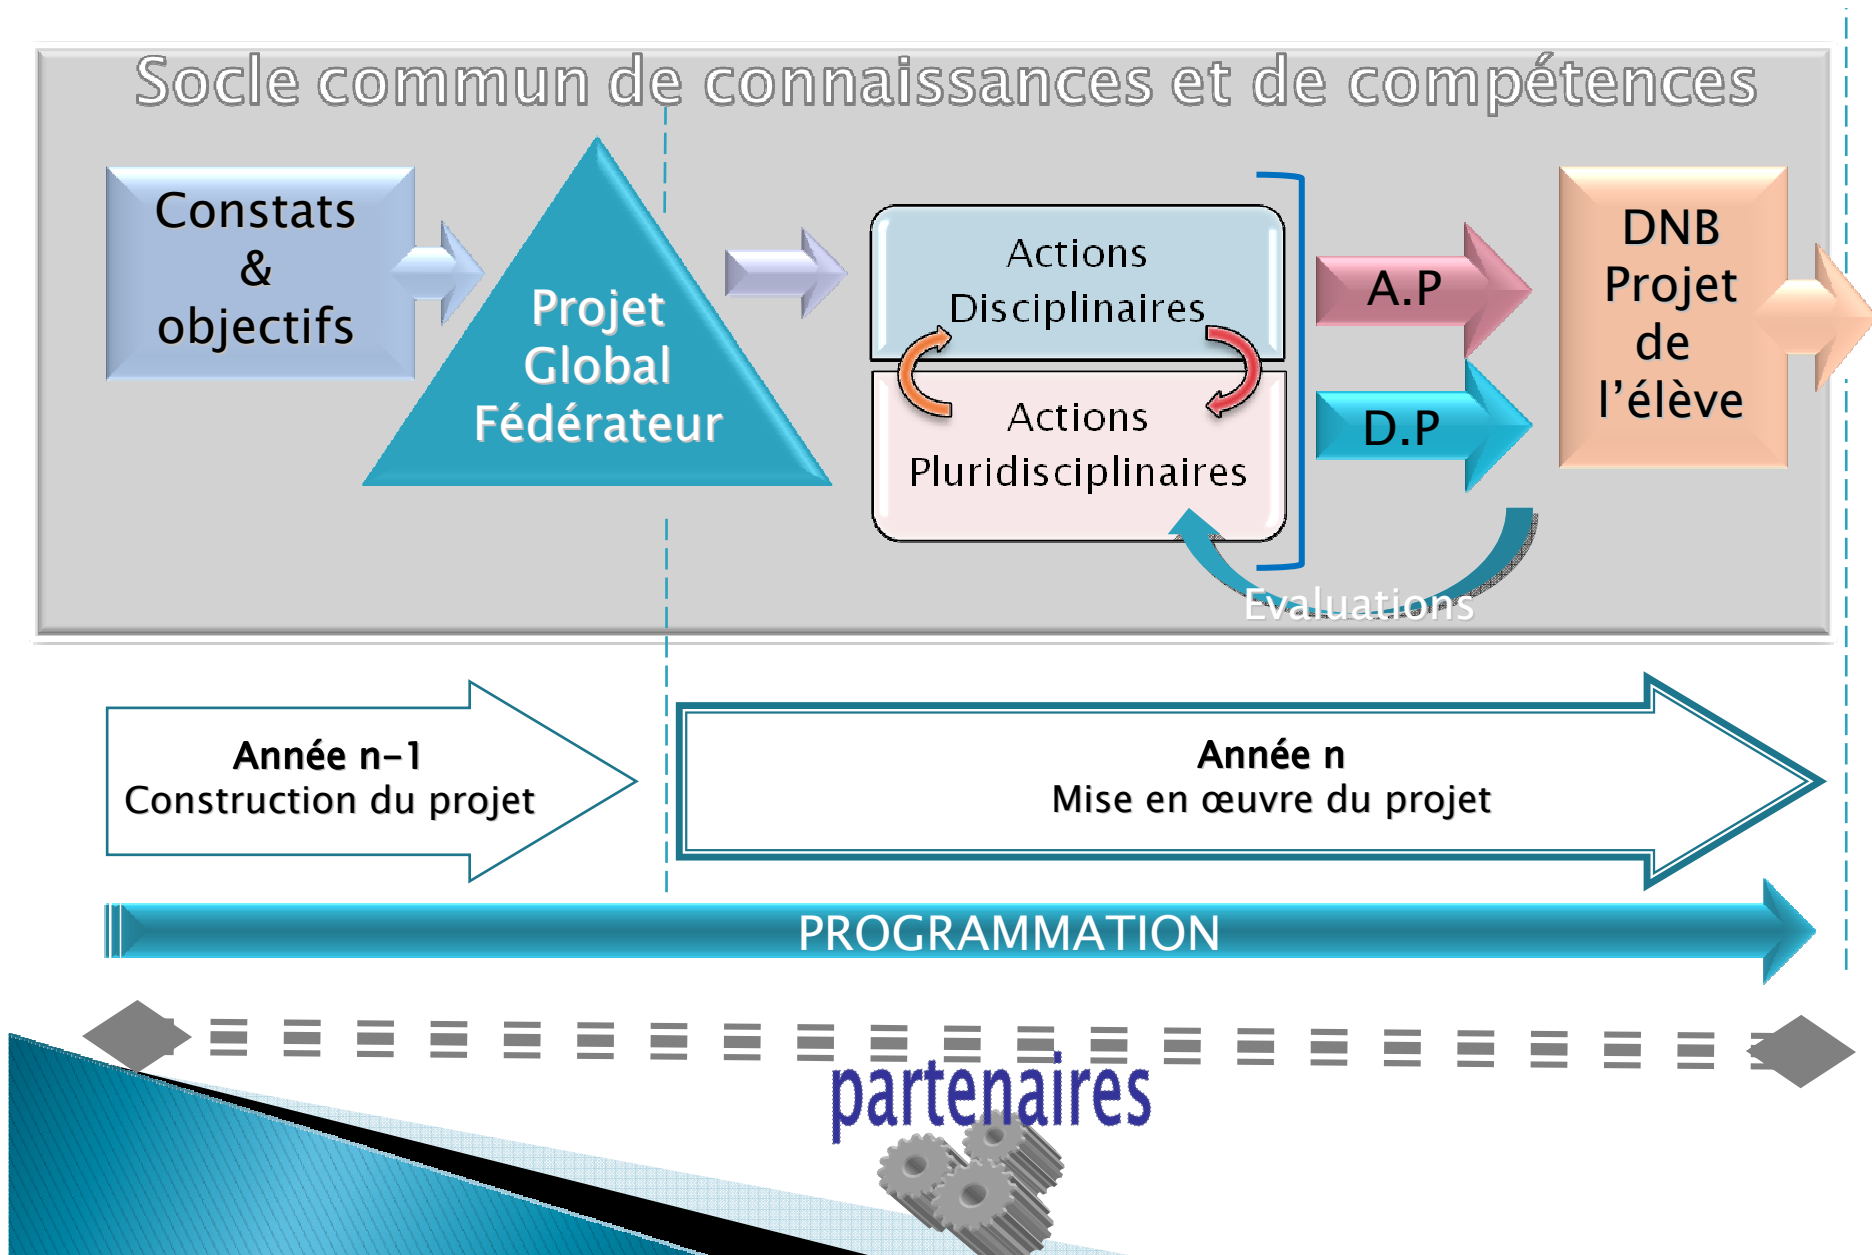 Socle commun de connaissances et de compétences
Constats
&
objectifs
Projet
Global
Fédérateur
Actions
Disciplinaires
Actions
Pluridisciplinaires
A.P
D.P
DNB
Projet
de
l’élève
Evaluations
Année n-1
Construction du projet
Année n
Mise en œuvre du projet
PROGRAMMATION
partenaires